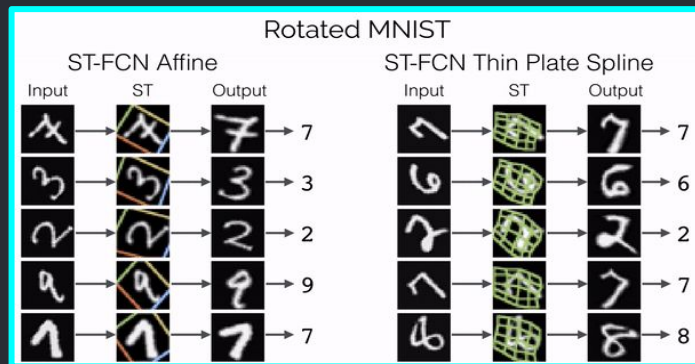 Rotated MNIST
ST-FCN Affine
Input ST Output
7
3
2
9
7
ST-FCN Thin Plate Spline
Input ST Output
7
6
2
7
8